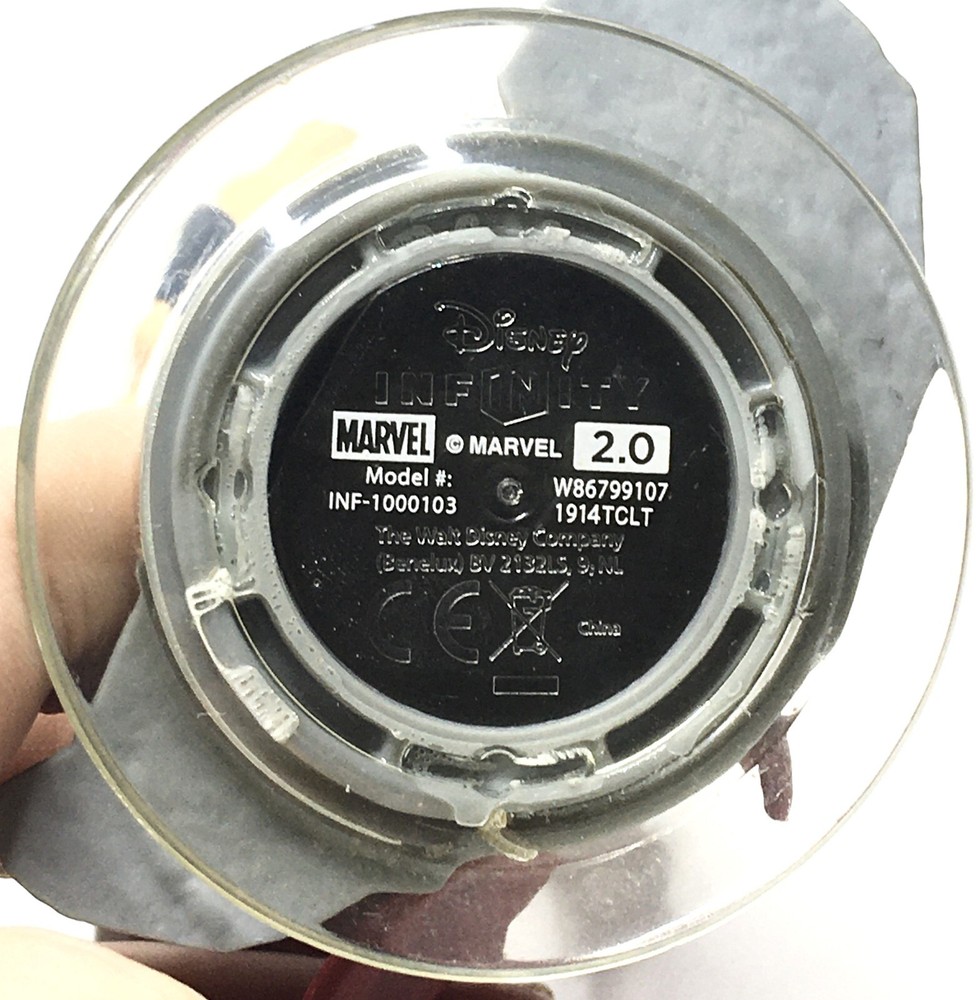 Disney
INFINITY
MARVEL © MARVEL 2.0
Model #: W86799107
INF-1000103 1914TCLT
The Walt Disney Company
(Benelux) BV 2132LS, 9; NL
CE
China